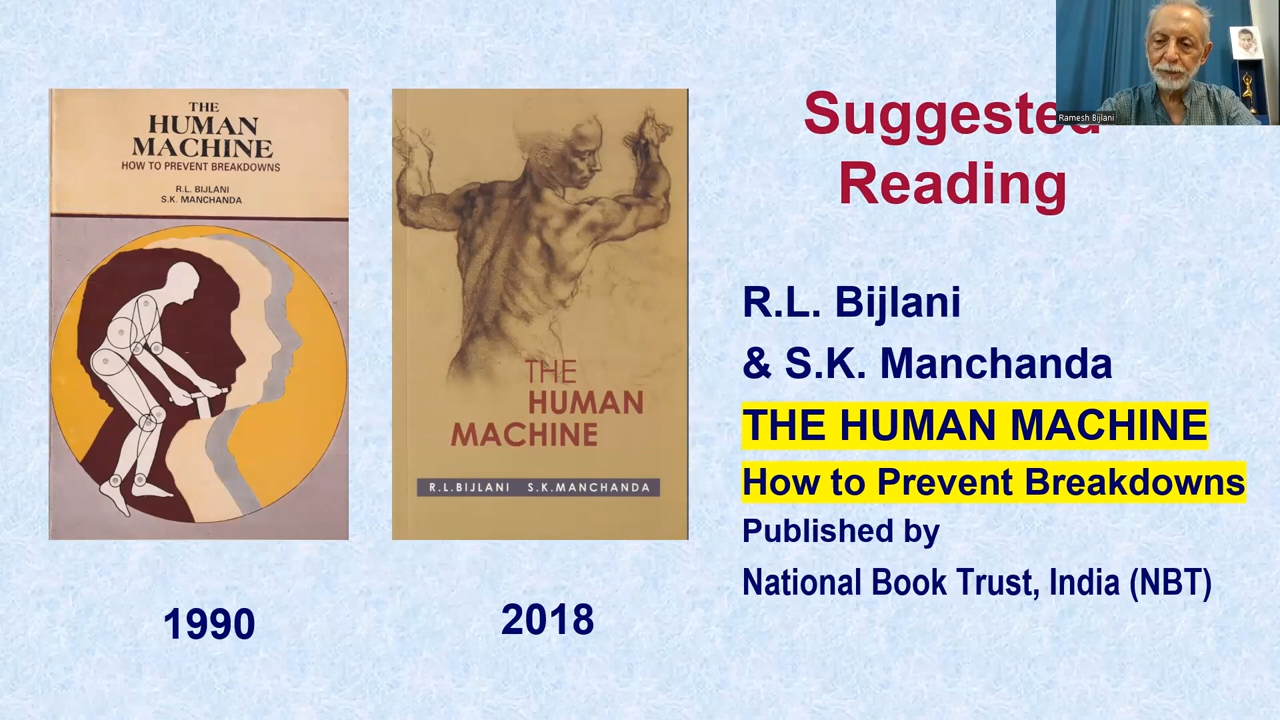 THE
HUMAN
MACHINE
HOW TO PREVENT BREAKDOWNS
R.L. BIJLANI
S.K. MANCHANDA
1990
THE
HUMAN
MACHINE
R.L.BIJLANI S.K.MANCHANDA
2018
Suggested
Reading
R.L. Bijlani
& S.K. Manchanda
THE HUMAN MACHINE
How to Prevent Breakdowns
Published by
National Book Trust, India (NBT)
Ramesh Bijlani